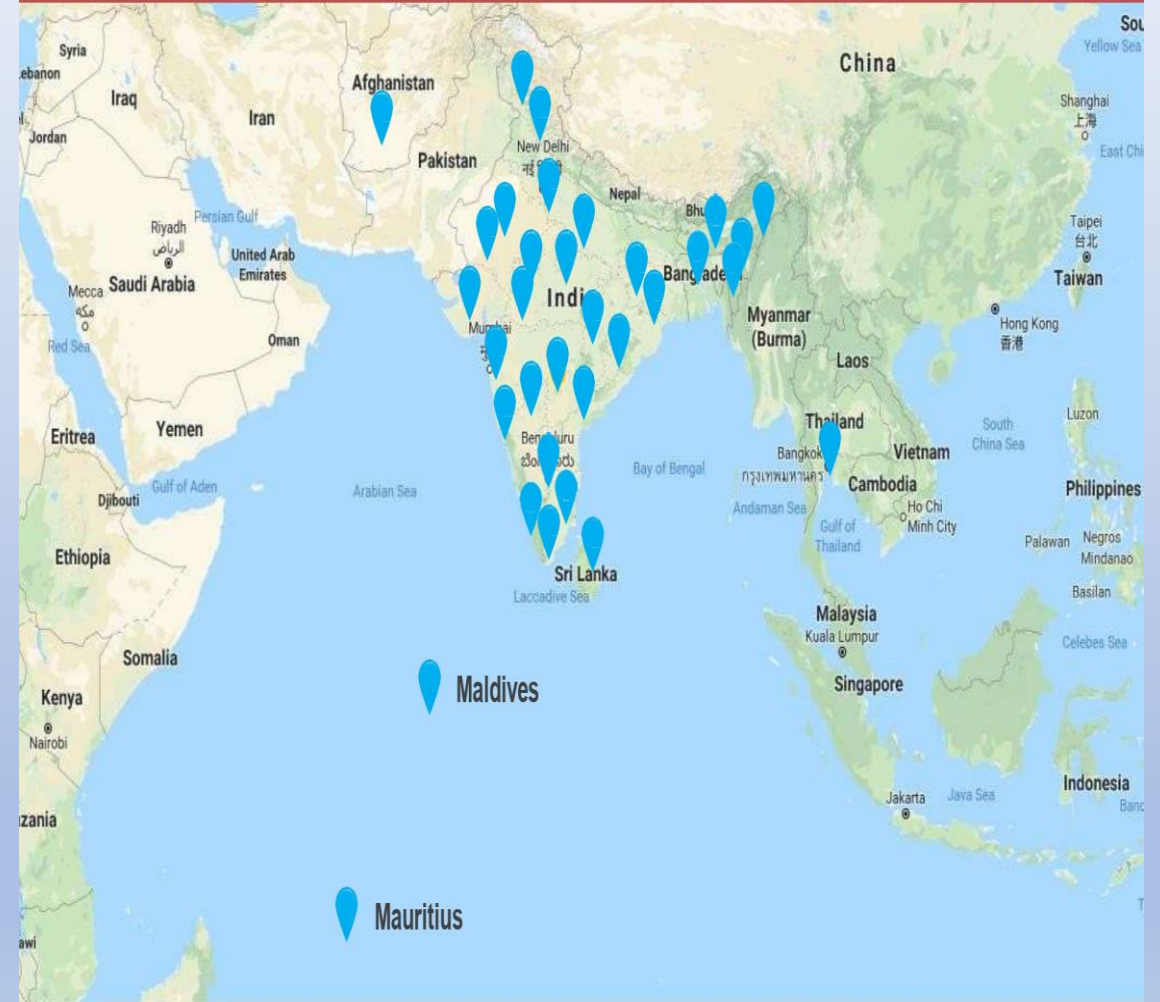 Sou
Yellow Sea
Syria
ebanon
Iraq
Jordan
Iran
Afghanistan
Pakistan
China
Shanghai
上海
East Chi
New Delhi
Nepal
Persian Gulf
Riyadh
الرياض
United Arab
Emirates
Mecca
مكة
Saudi Arabia
Red Sea
Oman
Taipei
台北
Taiwan
Hong Kong
香港
Myanmar
(Burma)
Laos
Eritrea
Yemen
Gulf of Aden
Djibouti
Arabian Sea
Bay of Bengal
Thailand
Bangkok
กรุงเทพมหานคร
Andaman Sea
Vietnam
Cambodia
Ho Chi
Minh City
Gulf of
Thailand
South
China Sea
Luzon
Philippines
Palawan
Negros
Mindanao
Basilan
Celebes Sea
Ethiopia
Somalia
Sri Lanka
Laccadive Sea
Malaysia
Kuala Lumpur
Singapore
Kenya
Nairobi
Maldives
Indonesia
Jakarta
Java Sea
Banc
zania
Mauritius
awi